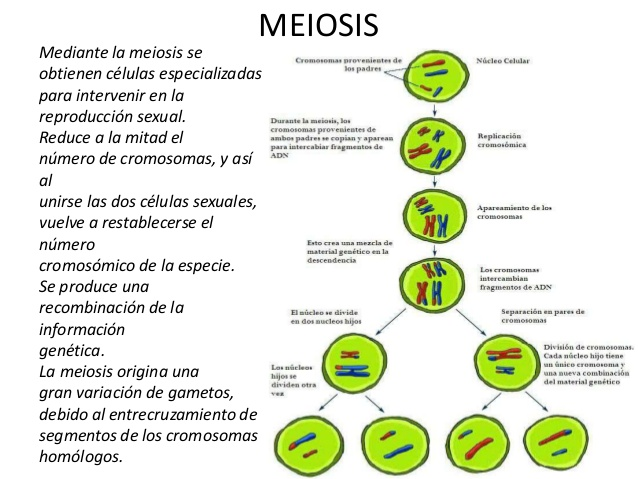 MEIOSIS
Mediante la meiosis se
obtienen células especializadas
para intervenir en la
reproducción sexual.
Reduce a la mitad el
número de cromosomas, y así
al
unirse las dos células sexuales,
vuelve a restablecerse el
número
cromosómico de la especie.
Se produce una
recombinación de la
información
genética.
La meiosis origina una
gran variación de gametos,
debido al entrecruzamiento de
segmentos de los cromosomas
homólogos.
Cromosomas provenientes de
los padres
Núcleo Celular
Durante la meiosis, los
cromosomas provenientes de
ambos padres se copian y aparean
para intercabiar fragmentos de
ADN
Replicación
cromosómica
Apareamiento de los
cromosomas
Esto crea una mezcla de
material genético en la
descendencia
Los cromosomas
intercambian
fragmentos de ADN
El núcleo se divide
en dos nucleos hijos
Separación en pares de
cromosomas
Los núcleos
hijos se
dividen otra
vez
División de cromosomas.
Cada núcleo hijo tiene
un único cromosoma y
una nueva combinación
del material genético